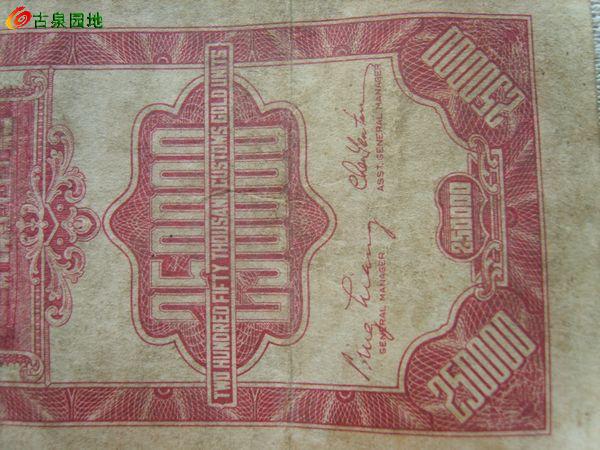 古泉园地
250000
TWO HUNDRED FIFTY THOUSAND CUSTOMS GOLD UNITS
GENERAL MANAGER
ASST. GENERAL MANAGER
250000
250000
250000